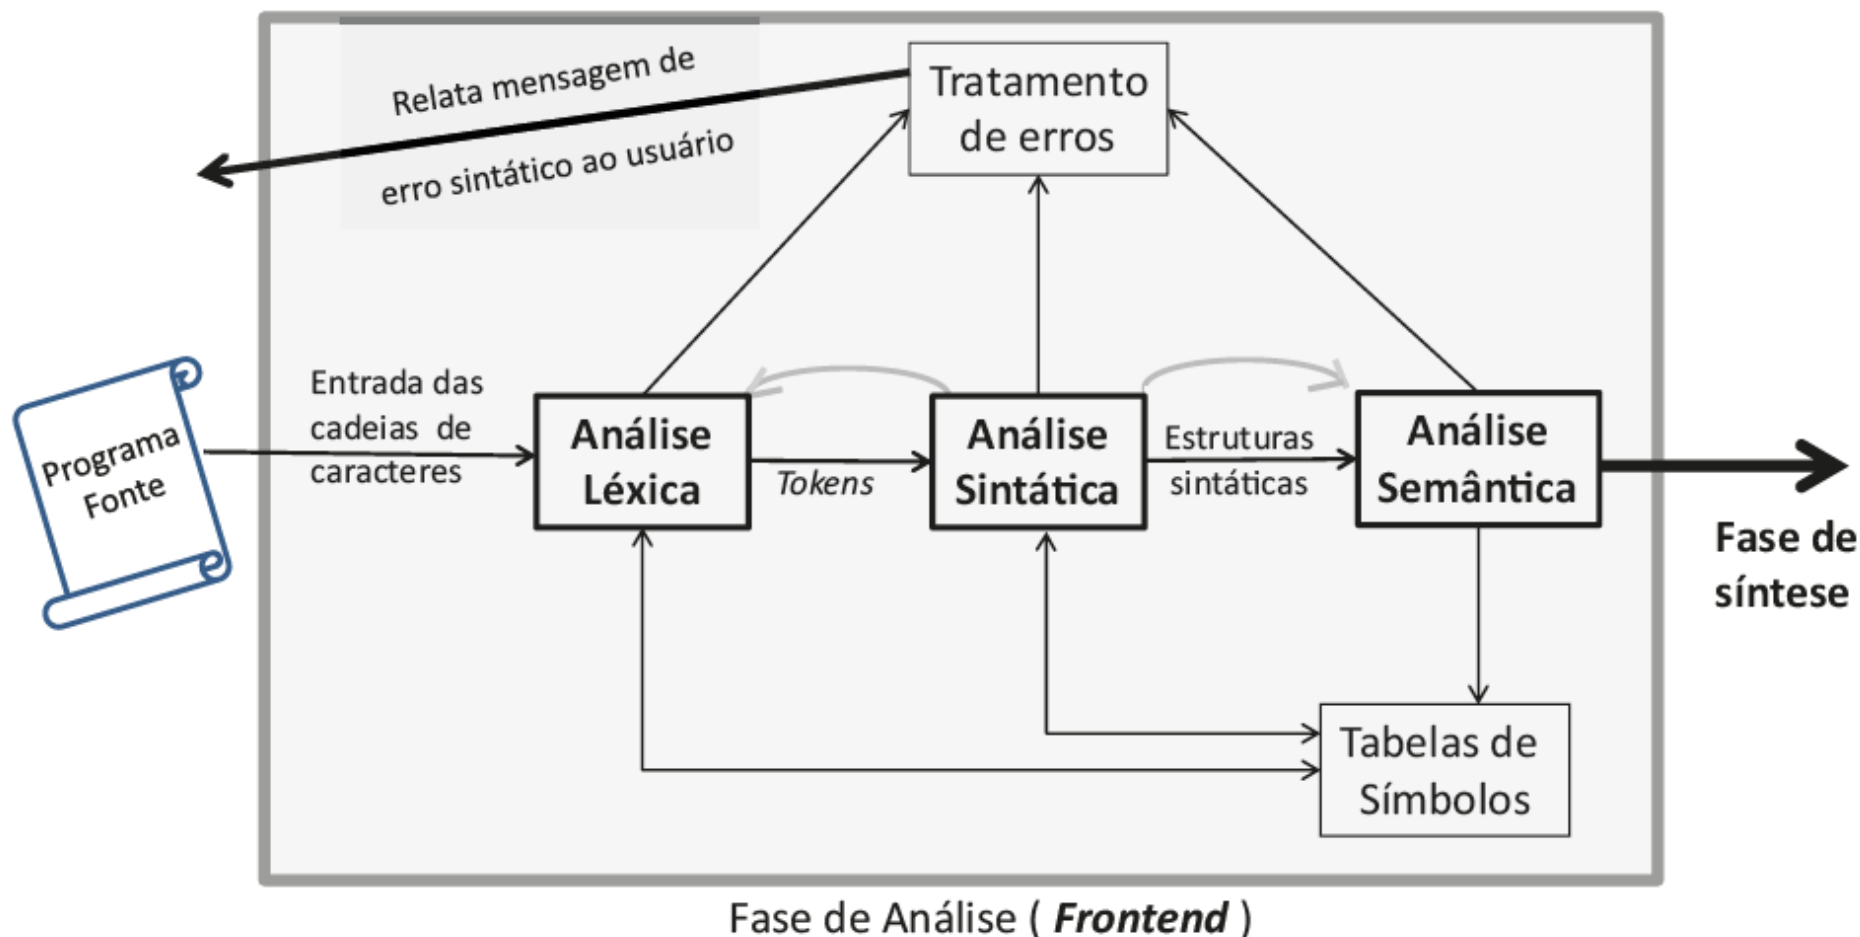 Relata mensagem de
erro sintático ao usuário
Tratamento
de erros
Programa
Fonte
Entrada das
cadeias de
caracteres
Análise
Léxica
Tokens
Análise
Sintática
Estruturas
sintáticas
Análise
Semântica
Fase de
síntese
Tabelas de
Símbolos
Fase de Análise ( Frontend )